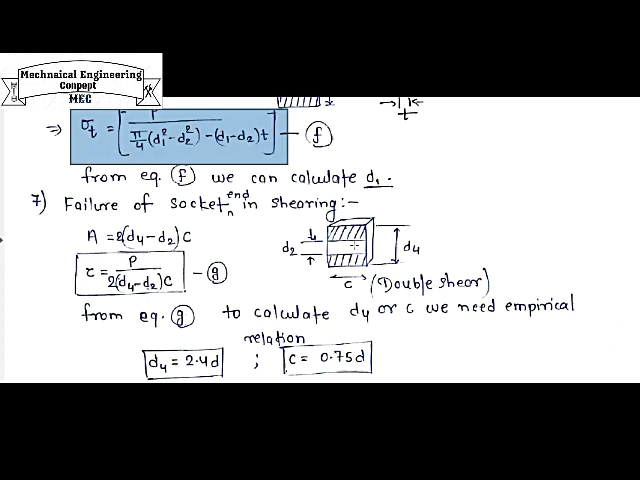 Mechnaical Engineering
Conpept
MEC
t
⇒ σt = [ P / (π/4 (d1² - d2²) - (d1 - d2)t) ] — (f)
from eq. (f) we can calculate d1.
7) Failure of socket end in shearing:-
A = 2(d4 - d2) C
d2
d4
τ = P / 2(d4 - d2)C — (g)
C (Double shear)
from eq. (g) to calculate d4 or c we need empirical
relation
d4 = 2.4d ; C = 0.75d